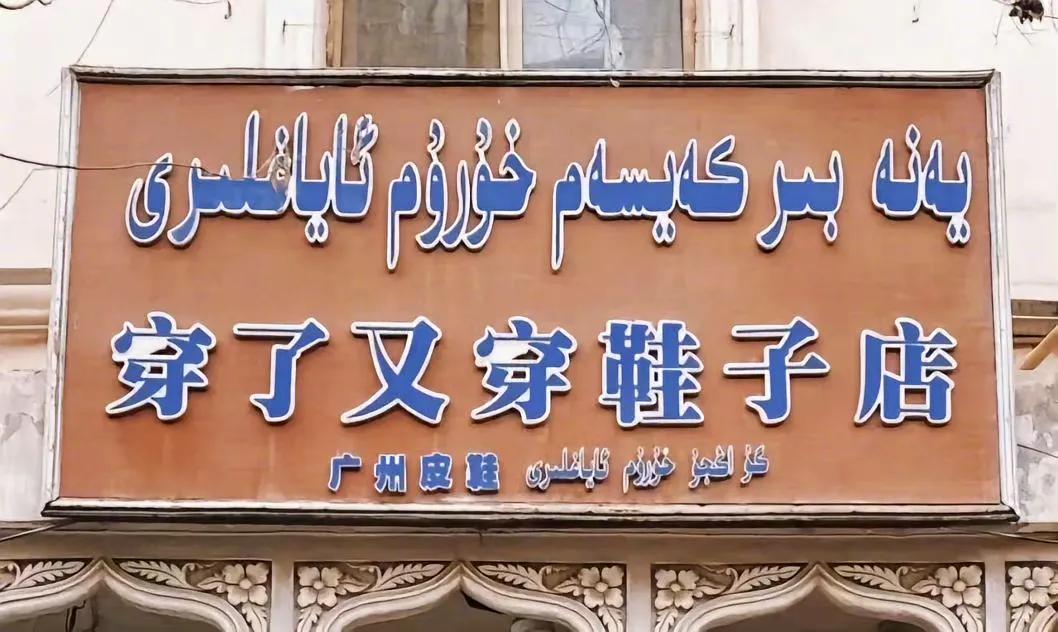 يەنە بىر كەيسەم خۇرۇم ئاياغلىرى
穿了又穿鞋子店
广州皮鞋 گۇاڭجۇ خۇرۇم ئاياغلىرى